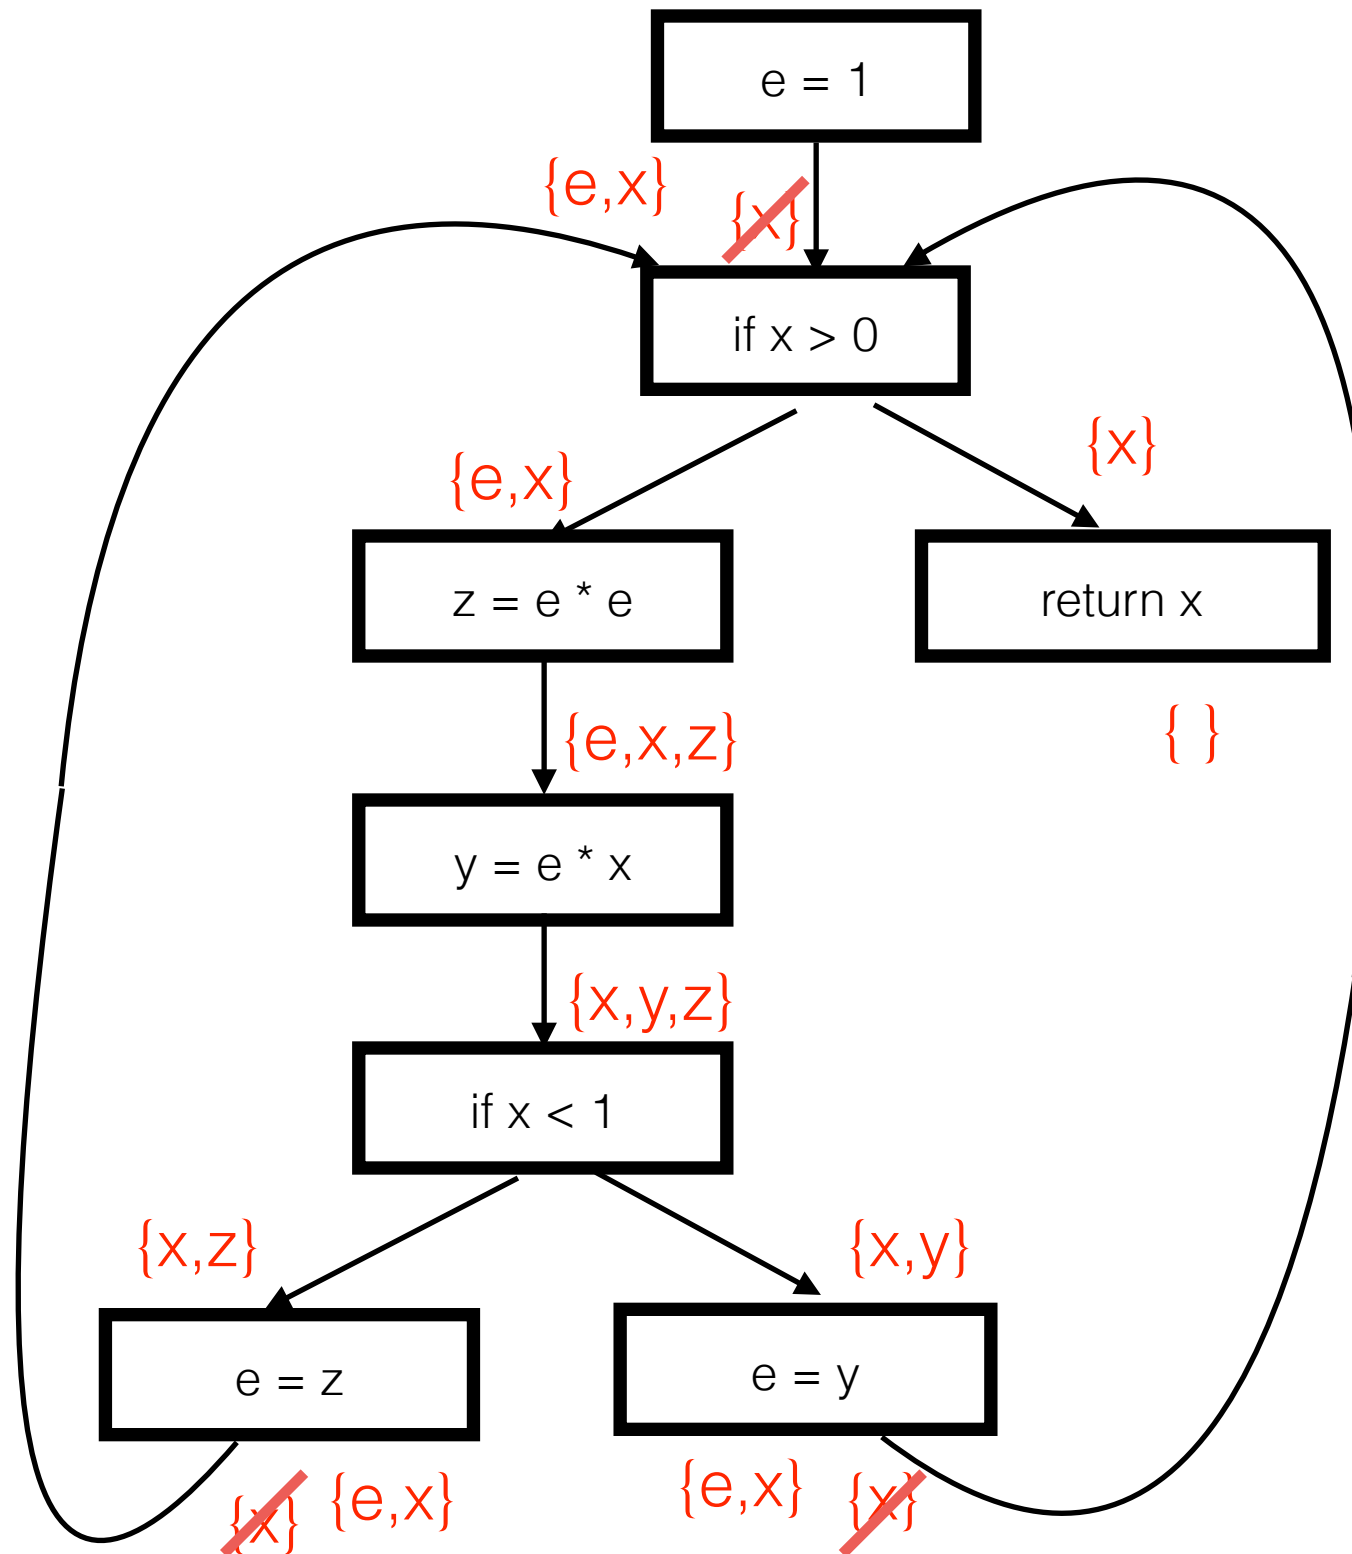 e = 1
{e,x}
{x}
if x > 0
{e,x}
{x}
z = e * e
return x
{e,x,z}
{ }
y = e * x
{x,y,z}
if x < 1
{x,z}
{x,y}
e = z
e = y
{x} {e,x}
{e,x} {x}